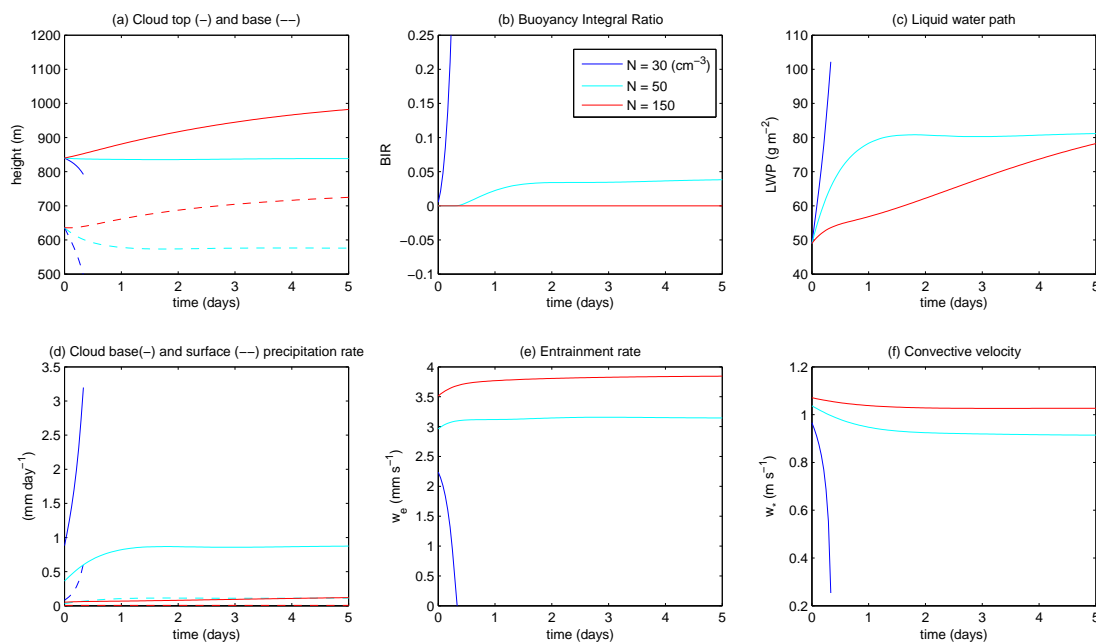 (a) Cloud top (−) and base (−−)
1200
1100
1000
900
800
700
600
500
height (m)
0 1 2 3 4 5
time (days)
(b) Buoyancy Integral Ratio
0.25
0.2
0.15
0.1
0.05
0
−0.05
−0.1
BIR
N = 30 (cm⁻³)
N = 50
N = 150
0 1 2 3 4 5
time (days)
(c) Liquid water path
110
100
90
80
70
60
50
40
LWP (g m⁻²)
0 1 2 3 4 5
time (days)
(d) Cloud base(−) and surface (−−) precipitation rate
3.5
3
2.5
2
1.5
1
0.5
0
(mm day⁻¹)
0 1 2 3 4 5
time (days)
(e) Entrainment rate
4
3.5
3
2.5
2
1.5
1
0.5
0
w_e (mm s⁻¹)
0 1 2 3 4 5
time (days)
(f) Convective velocity
1.2
1
0.8
0.6
0.4
0.2
w_* (m s⁻¹)
0 1 2 3 4 5
time (days)